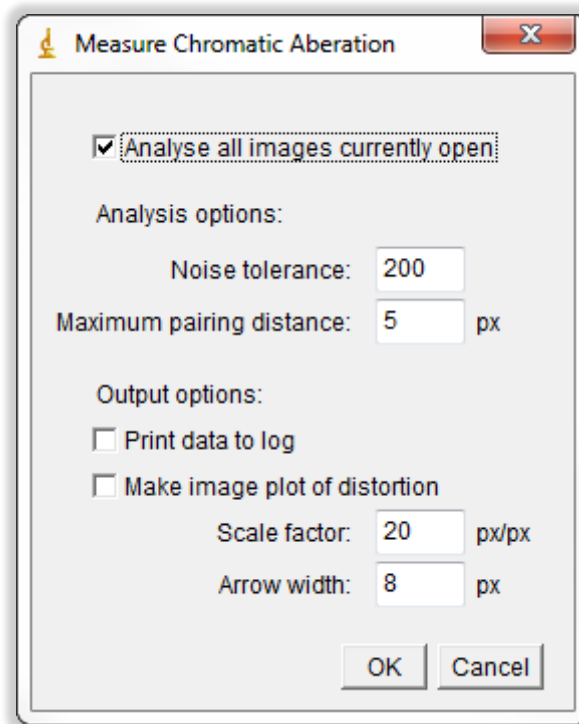 Measure Chromatic Aberration
Analyse all images currently open
Analysis options:
Noise tolerance: 200
Maximum pairing distance: 5 px
Output options:
Print data to log
Make image plot of distortion
Scale factor: 20 px/px
Arrow width: 8 px
OK Cancel